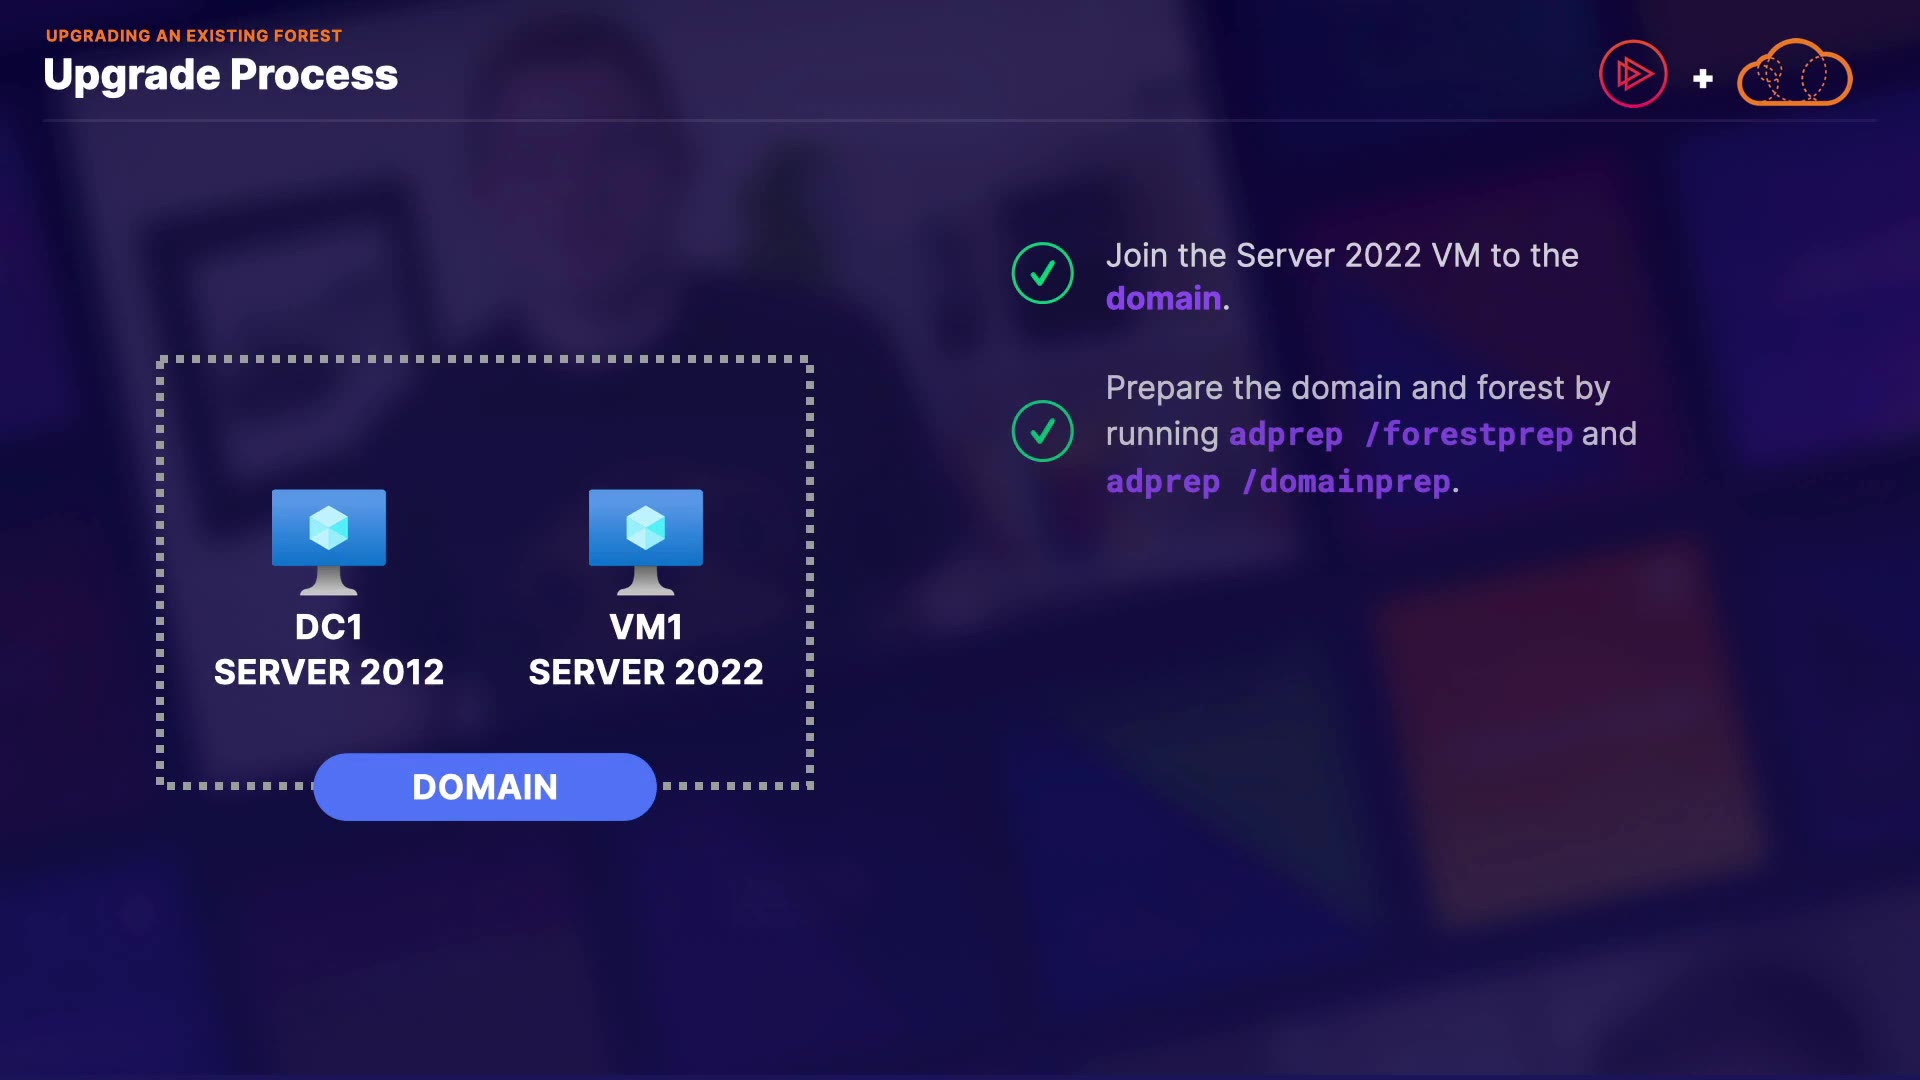 UPGRADING AN EXISTING FOREST
Upgrade Process
+
Join the Server 2022 VM to the
domain.
Prepare the domain and forest by
running adprep /forestprep and
adprep /domainprep.
DC1
SERVER 2012
VM1
SERVER 2022
DOMAIN